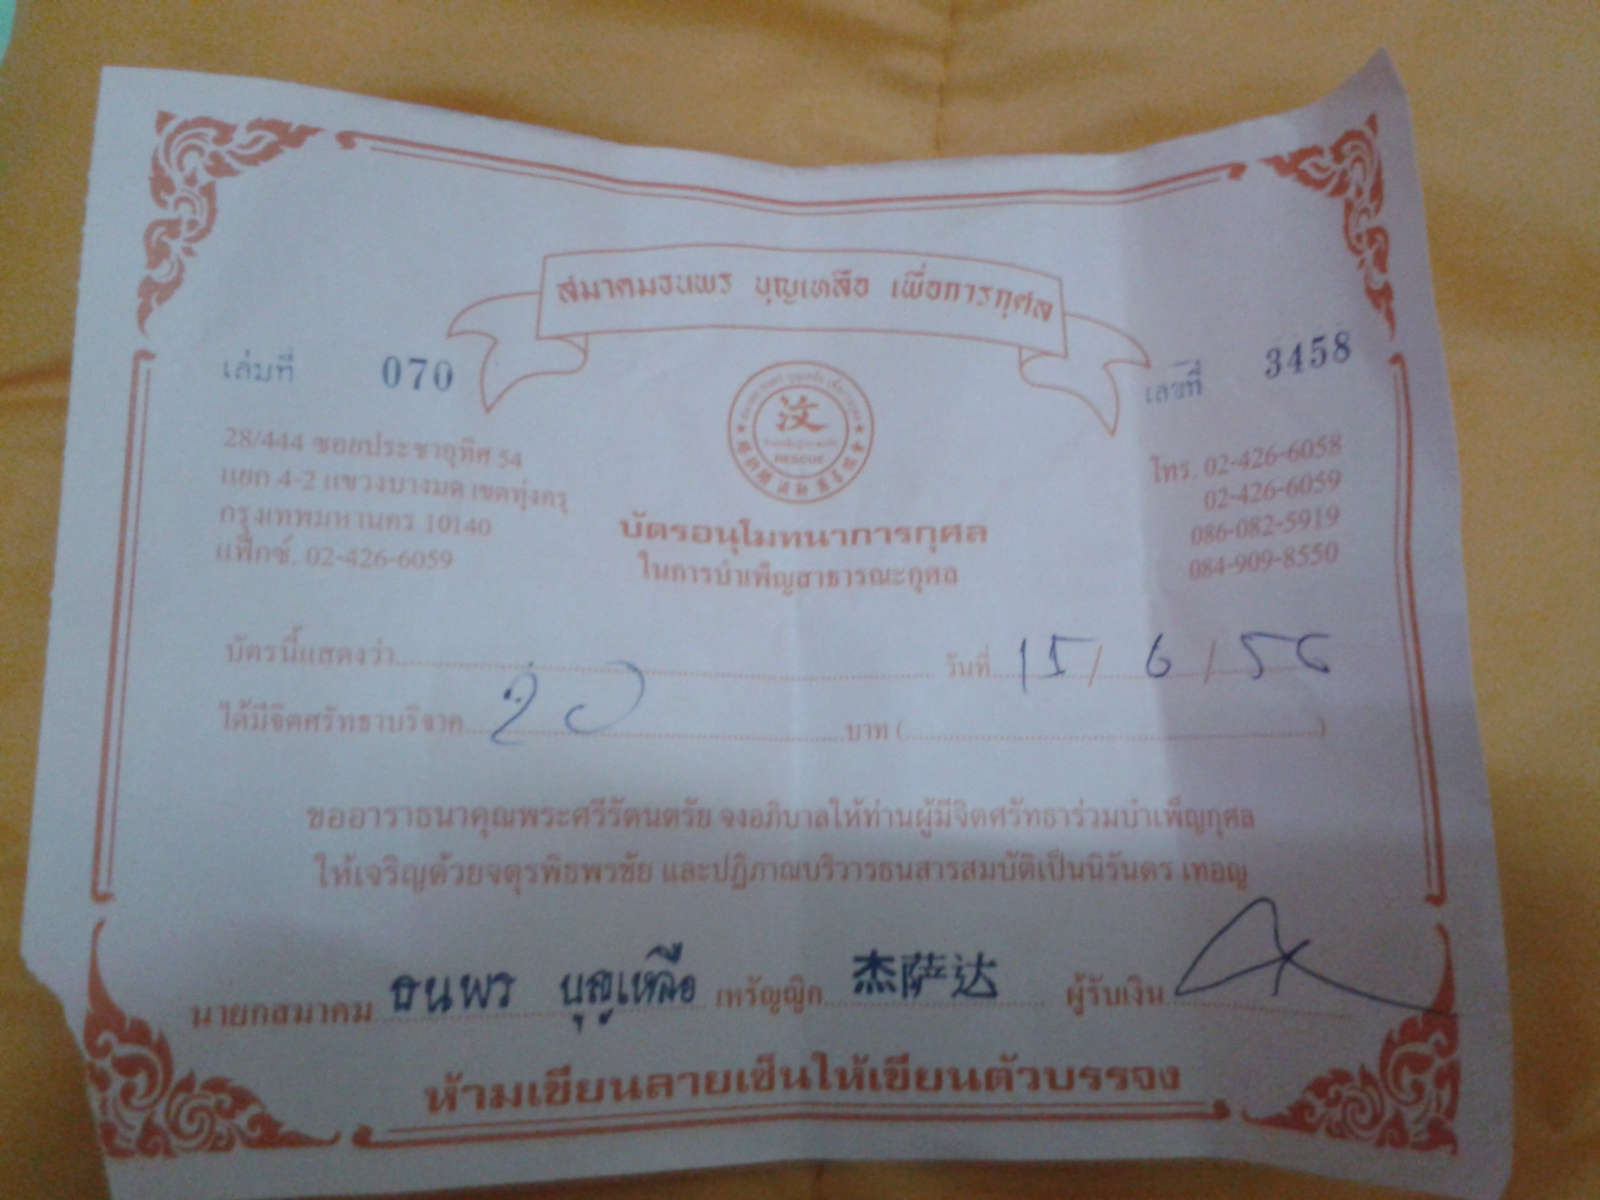 สมาคมธนพร บุญเหลือ เพื่อการกุศล
เล่มที่ 070
เลขที่ 3458
汶
RESCUE
28/444 ซอยประชาอุทิศ 54
แยก 4-2 แขวงบางมด เขตทุ่งครุ
กรุงเทพมหานคร 10140
แฟ็กซ์. 02-426-6059
โทร. 02-426-6058
02-426-6059
086-082-5919
084-909-8550
บัตรอนุโมทนาการกุศล
ในการบำเพ็ญสาธารณะกุศล
บัตรนี้แสดงว่า วันที่ 15/6/56
ได้มีจิตศรัทธาบริจาค 20 บาท ( )
ขออาราธนาคุณพระศรีรัตนตรัย จงอภิบาลให้ท่านผู้มีจิตศรัทธาร่วมบำเพ็ญกุศล
ให้เจริญด้วยจตุรพิธพรชัย และปฏิภาณบริวารธนสารสมบัติเป็นนิรันดร เทอญ
นายกสมาคม ธนพร บุญเหลือ เหรัญญิก 杰萨达 ผู้รับเงิน
ห้ามเขียนลายเซ็นให้เขียนตัวบรรจง